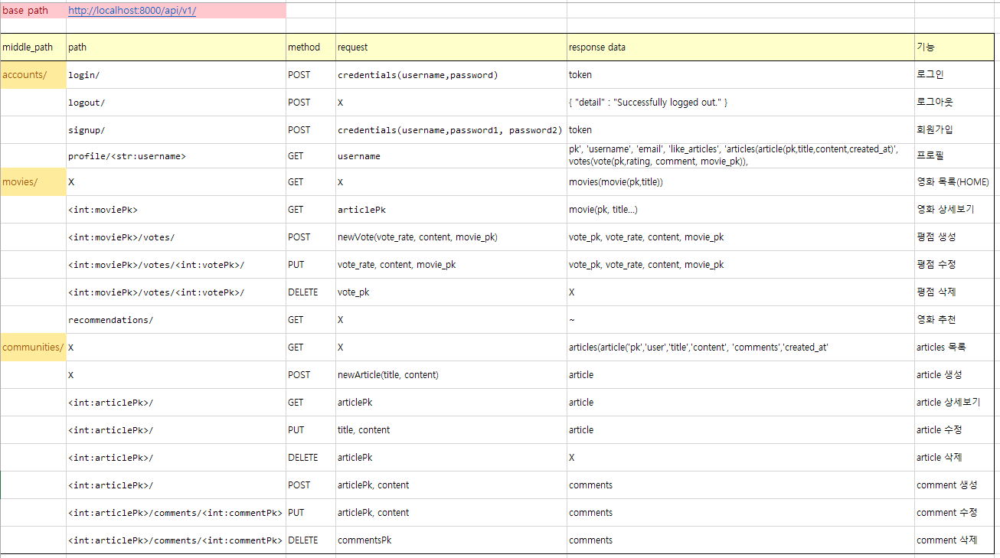 base path http://localhost:8000/api/v1/
middle_path path method request response data 기능
accounts/ login/ POST credentials(username,password) token 로그인
logout/ POST X { "detail" : "Successfully logged out." } 로그아웃
signup/ POST credentials(username,password1, password2) token 회원가입
profile/<str:username> GET username pk', 'username', 'email', 'like_articles', 'articles(article(pk,title,content,created_at)', 프로필
votes(vote(pk,rating, comment, movie_pk)),
movies/ X GET X movies(movie(pk,title)) 영화 목록(HOME)
<int:moviePk> GET articlePk movie(pk, title...) 영화 상세보기
<int:moviePk>/votes/ POST newVote(vote_rate, content, movie_pk) vote_pk, vote_rate, content, movie_pk 평점 생성
<int:moviePk>/votes/<int:votePk>/ PUT vote_rate, content, movie_pk vote_pk, vote_rate, content, movie_pk 평점 수정
<int:moviePk>/votes/<int:votePk>/ DELETE vote_pk X 평점 삭제
recommendations/ GET X ~ 영화 추천
communities/ X GET X articles(article('pk','user','title','content', 'comments','created_at' articles 목록
X POST newArticle(title, content) article article 생성
<int:articlePk>/ GET articlePk article article 상세보기
<int:articlePk>/ PUT title, content article article 수정
<int:articlePk>/ DELETE articlePk X article 삭제
<int:articlePk>/ POST articlePk, content comments comment 생성
<int:articlePk>/comments/<int:commentPk> PUT articlePk, content comments comment 수정
<int:articlePk>/comments/<int:commentPk> DELETE commentsPk comments comment 삭제